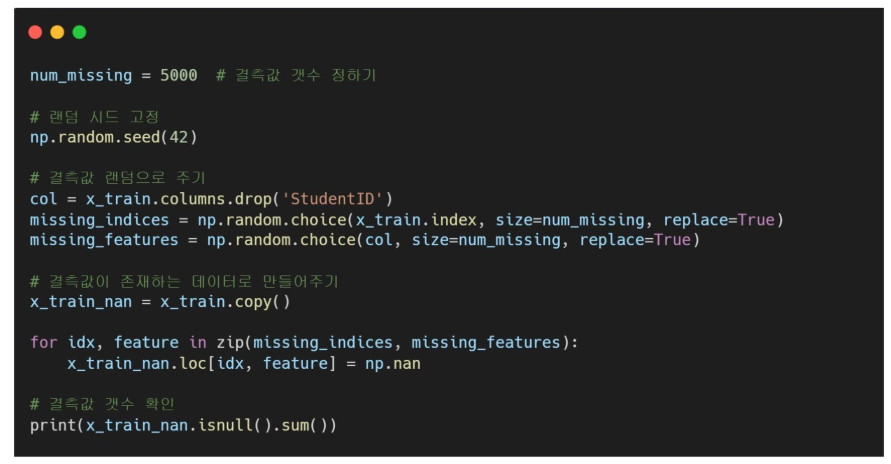 num_missing = 5000  # 결측값 갯수 정하기
# 랜덤 시드 고정
np.random.seed(42)
# 결측값 랜덤으로 주기
col = x_train.columns.drop('StudentID')
missing_indices = np.random.choice(x_train.index, size=num_missing, replace=True)
missing_features = np.random.choice(col, size=num_missing, replace=True)
# 결측값이 존재하는 데이터로 만들어주기
x_train_nan = x_train.copy()
for idx, feature in zip(missing_indices, missing_features):
    x_train_nan.loc[idx, feature] = np.nan
# 결측값 갯수 확인
print(x_train_nan.isnull().sum())